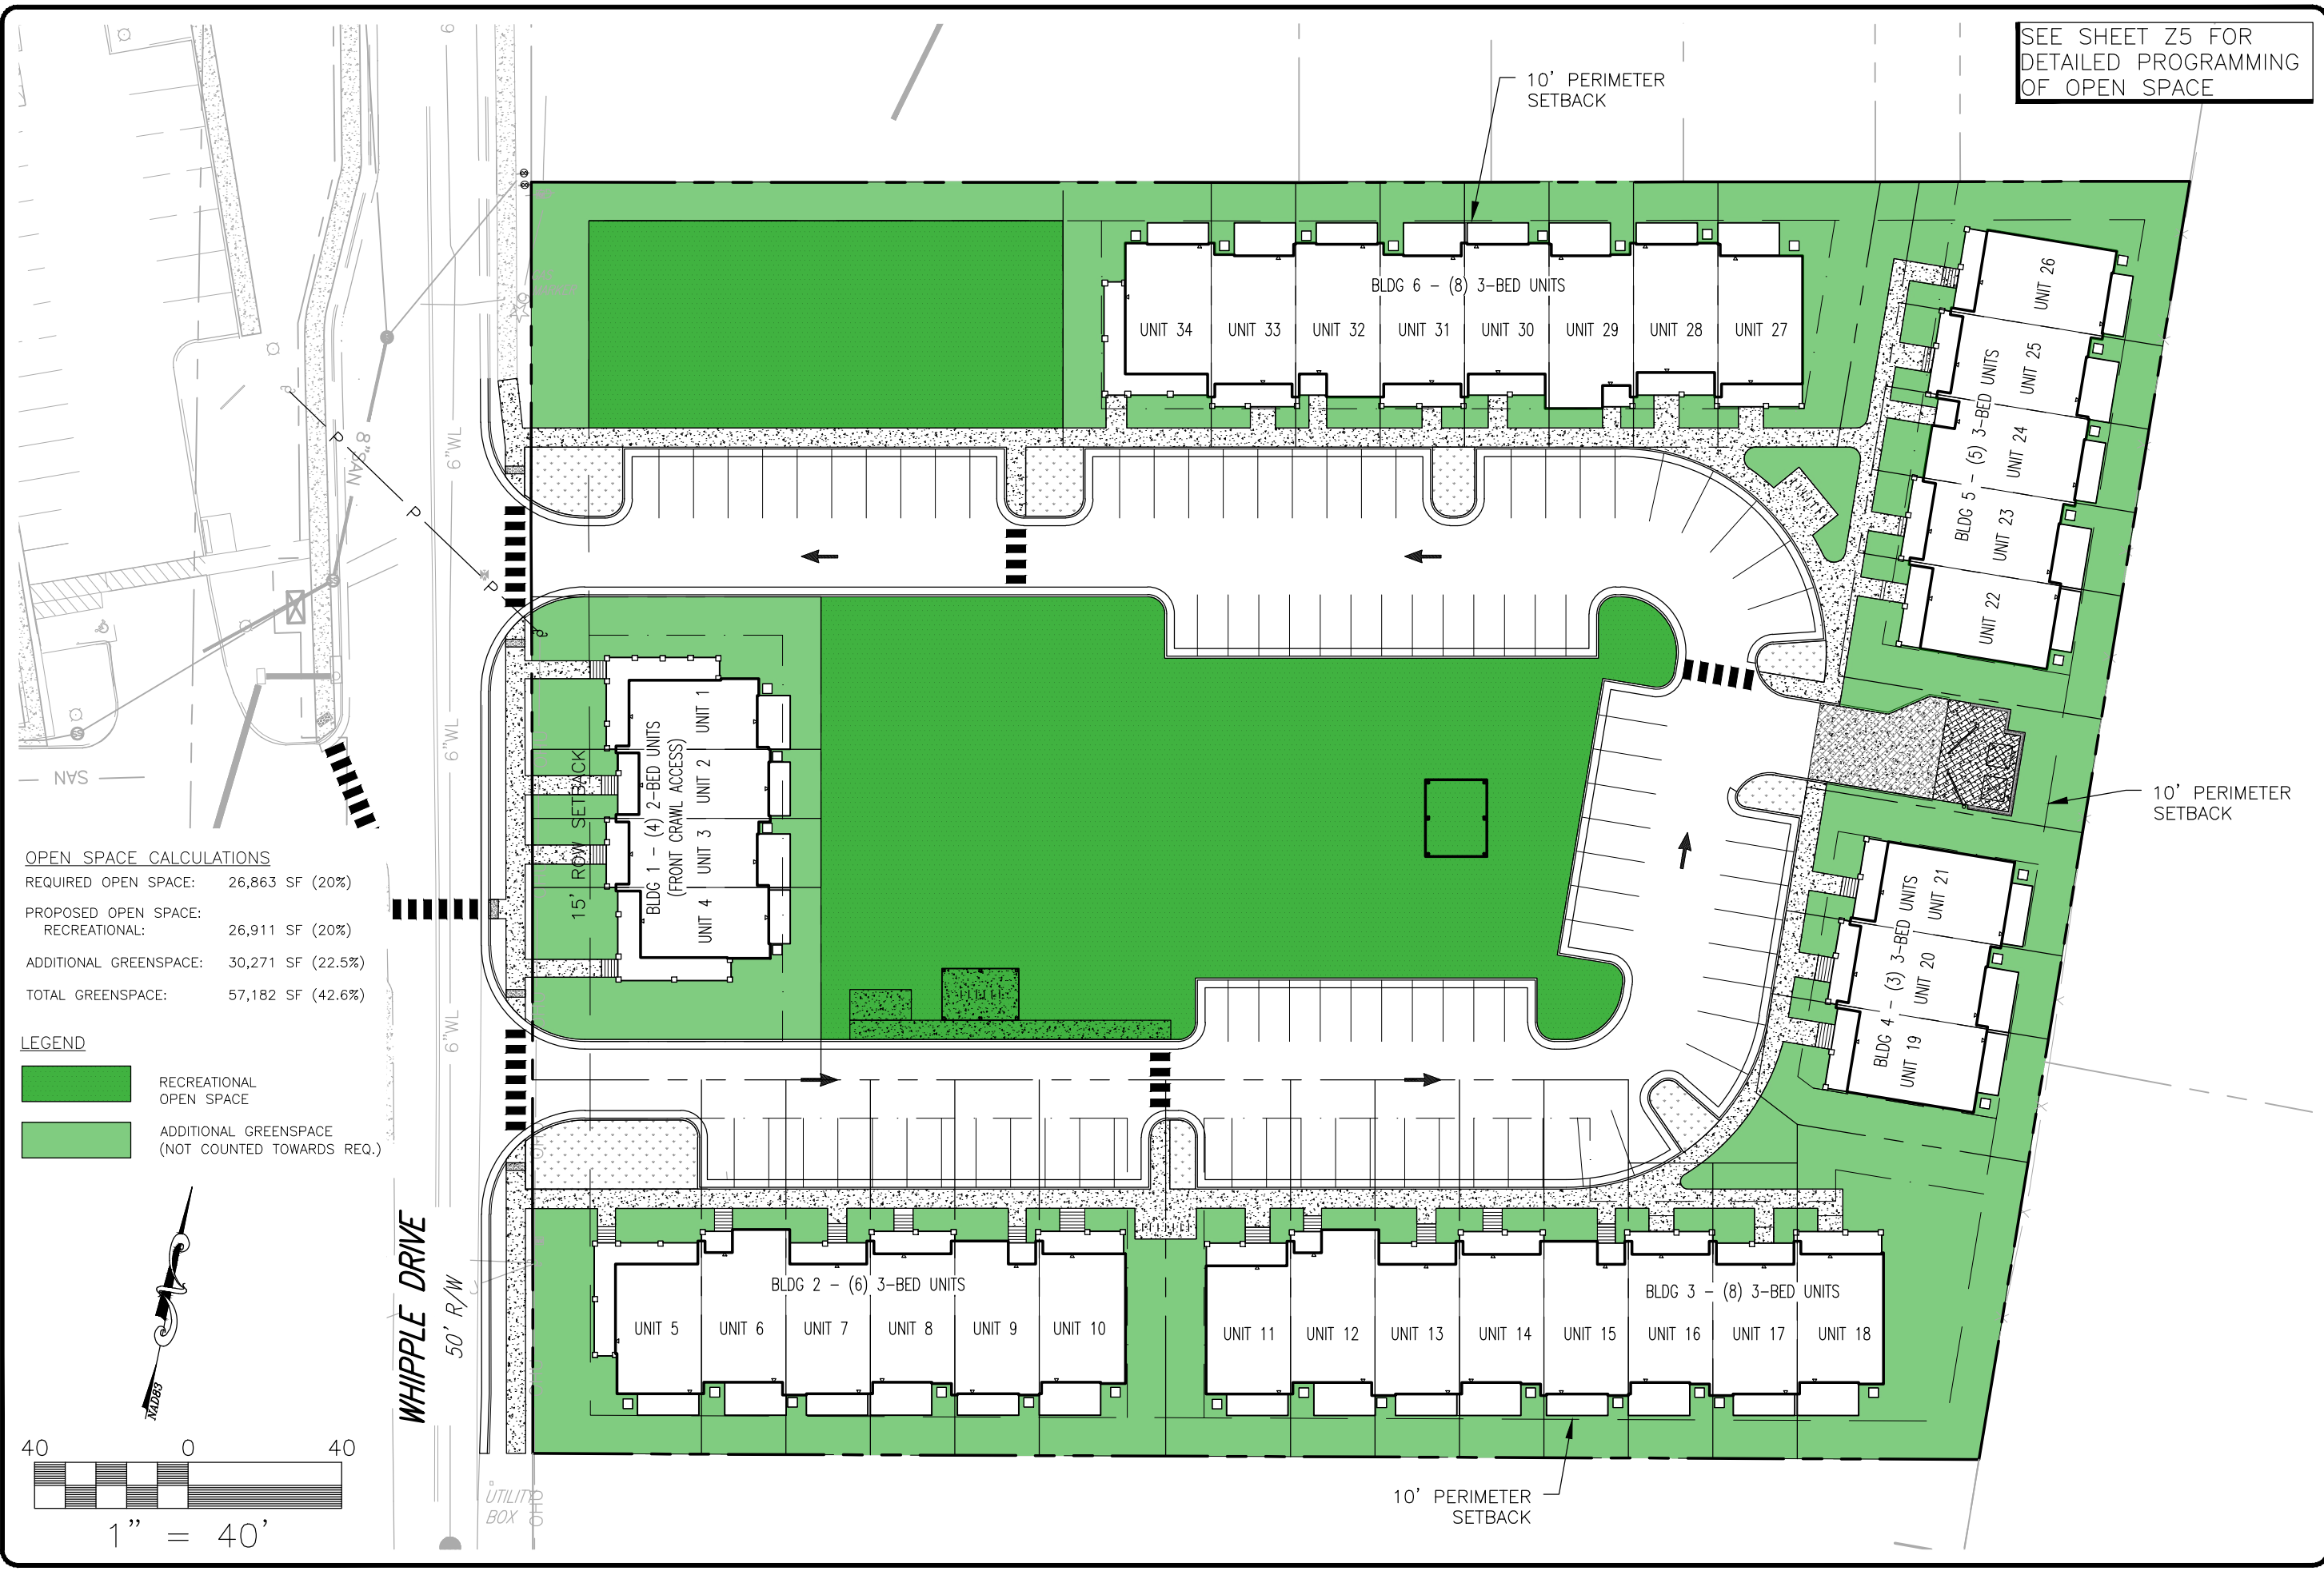 SEE SHEET Z5 FOR
DETAILED PROGRAMMING
OF OPEN SPACE
10' PERIMETER
SETBACK
BLDG 6 - (8) 3-BED UNITS
UNIT 34
UNIT 33
UNIT 32
UNIT 31
UNIT 30
UNIT 29
UNIT 28
UNIT 27
BLDG 5 - (5) 3-BED UNITS
UNIT 26
UNIT 25
UNIT 24
UNIT 23
UNIT 22
8"SAN
P
P
P
6"WL
6"WL
6"WL
SAN
15' ROW SETBACK
BLDG 1 - (4) 2-BED UNITS
(FRONT CRAWL ACCESS)
UNIT 1
UNIT 2
UNIT 3
UNIT 4
10' PERIMETER
SETBACK
BLDG 4 - (3) 3-BED UNITS
UNIT 21
UNIT 20
UNIT 19
OPEN SPACE CALCULATIONS
REQUIRED OPEN SPACE: 26,863 SF (20%)
PROPOSED OPEN SPACE:
RECREATIONAL: 26,911 SF (20%)
ADDITIONAL GREENSPACE: 30,271 SF (22.5%)
TOTAL GREENSPACE: 57,182 SF (42.6%)
LEGEND
RECREATIONAL
OPEN SPACE
ADDITIONAL GREENSPACE
(NOT COUNTED TOWARDS REQ.)
NAD83
WHIPPLE DRIVE
50' R/W
BLDG 2 - (6) 3-BED UNITS
UNIT 5
UNIT 6
UNIT 7
UNIT 8
UNIT 9
UNIT 10
BLDG 3 - (8) 3-BED UNITS
UNIT 11
UNIT 12
UNIT 13
UNIT 14
UNIT 15
UNIT 16
UNIT 17
UNIT 18
10' PERIMETER
SETBACK
UTILITY
BOX
OHU
40 0 40
1" = 40'